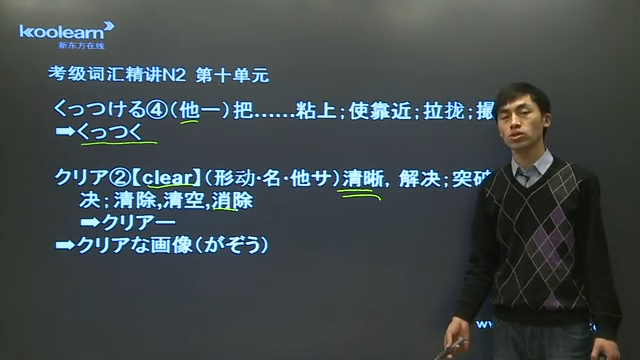 koolearn
新东方在线
考级词汇精讲N2 第十单元
くっつける④(他一)把……粘上;使靠近;拉拢;撮
➡くっつく
クリア②【clear】(形动·名·他サ)清晰,解决;突破
决;清除,清空,消除
➡クリアー
➡クリアな画像(がぞう)